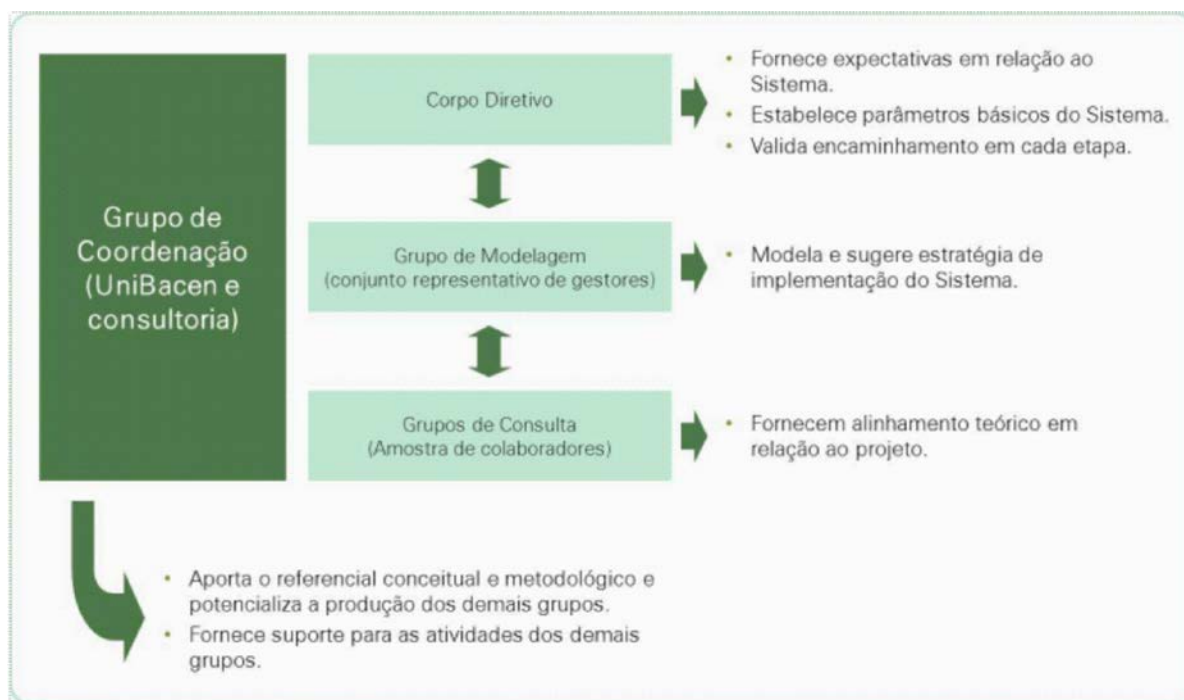 Grupo de
Coordenação
(UniBacen e
consultoria)
Corpo Diretivo
• Fornece expectativas em relação ao
Sistema.
• Estabelece parâmetros básicos do Sistema.
• Valida encaminhamento em cada etapa.
Grupo de Modelagem
(conjunto representativo de gestores)
• Modela e sugere estratégia de
implementação do Sistema.
Grupos de Consulta
(Amostra de colaboradores)
• Fornecem alinhamento teórico em
relação ao projeto.
• Aporta o referencial conceitual e metodológico e
potencializa a produção dos demais grupos.
• Fornece suporte para as atividades dos demais
grupos.